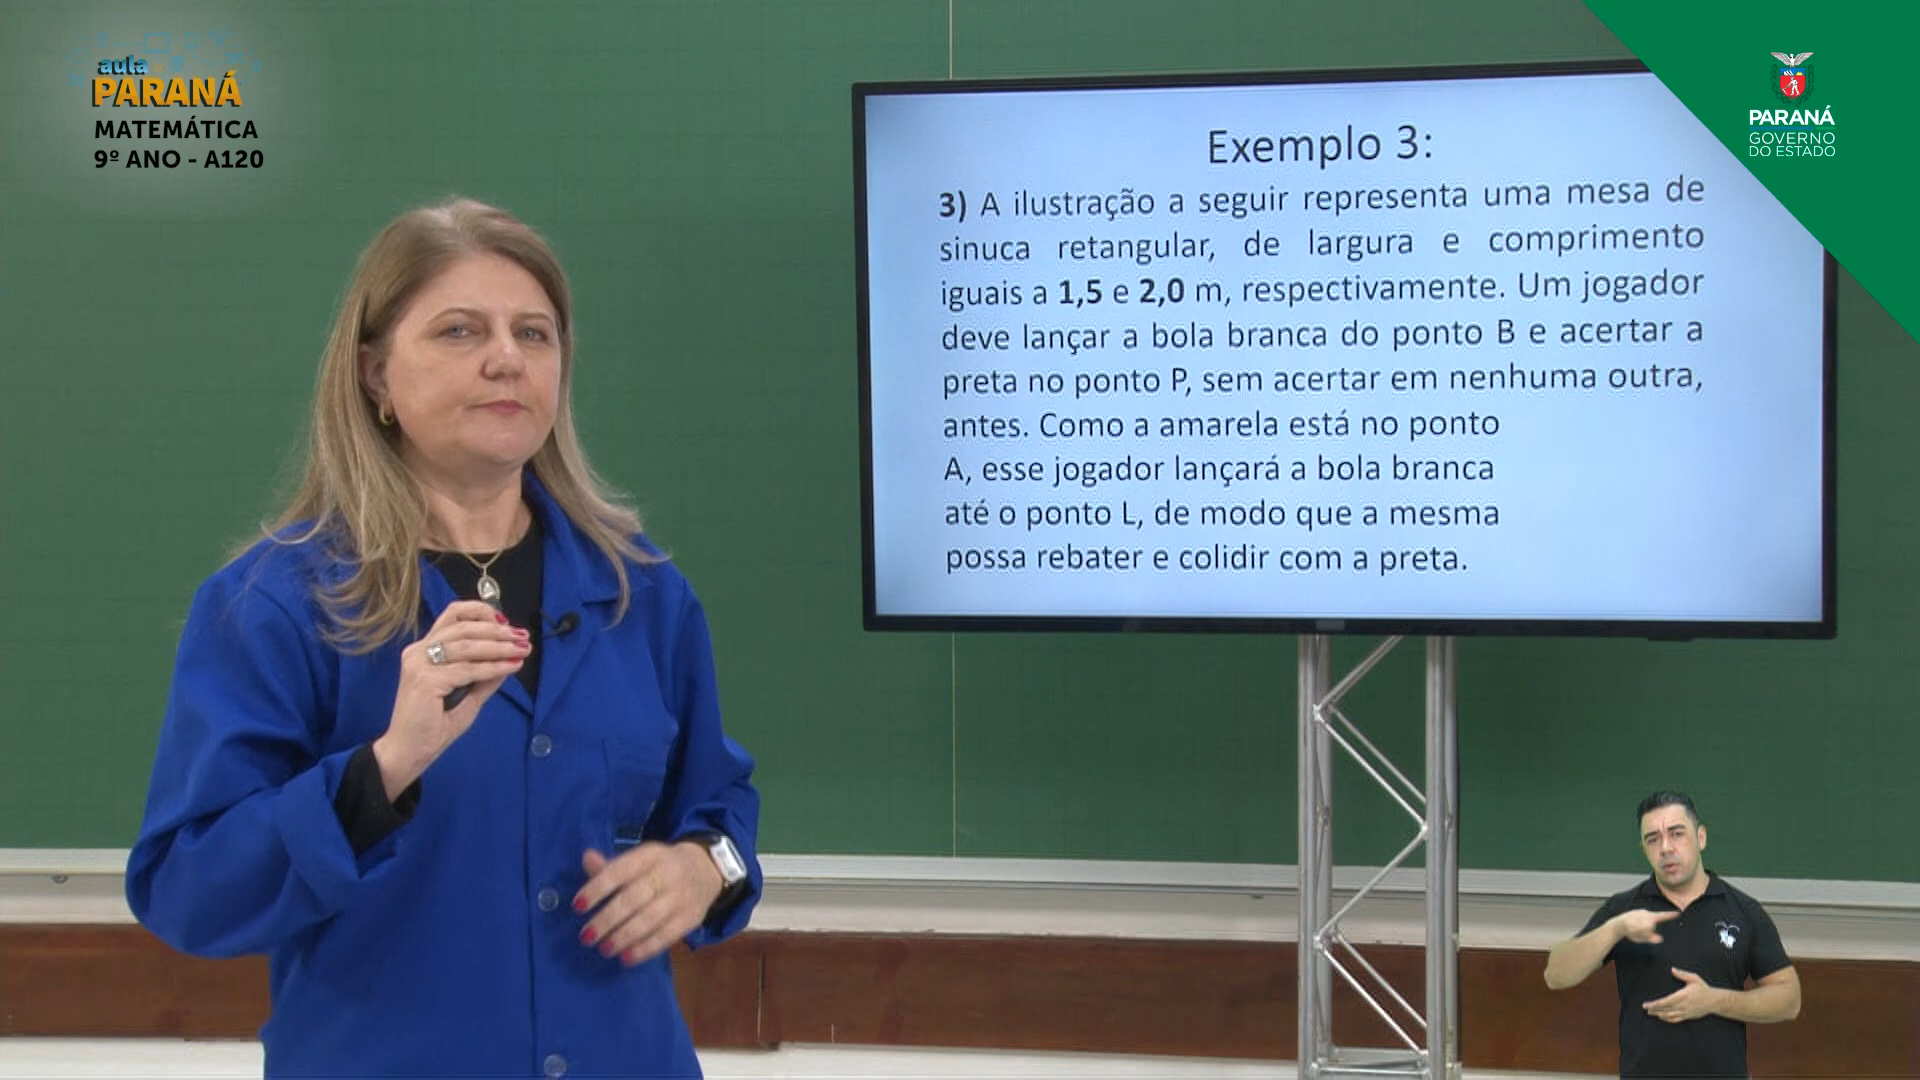 aula
PARANÁ
MATEMÁTICA
9º ANO - A120
PARANÁ
GOVERNO
DO ESTADO
Exemplo 3:
3) A ilustração a seguir representa uma mesa de
sinuca retangular, de largura e comprimento
iguais a 1,5 e 2,0 m, respectivamente. Um jogador
deve lançar a bola branca do ponto B e acertar a
preta no ponto P, sem acertar em nenhuma outra,
antes. Como a amarela está no ponto
A, esse jogador lançará a bola branca
até o ponto L, de modo que a mesma
possa rebater e colidir com a preta.